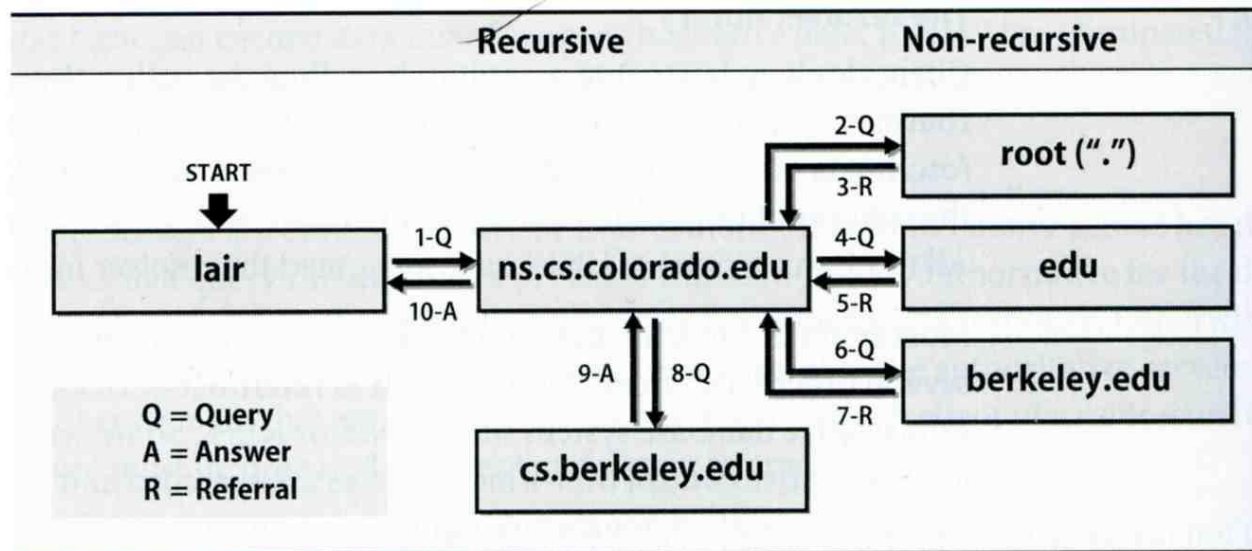 Recursive
Non-recursive
START
lair
1-Q
10-A
ns.cs.colorado.edu
2-Q
3-R
root (“.”)
4-Q
5-R
edu
6-Q
7-R
berkeley.edu
9-A
8-Q
cs.berkeley.edu
Q = Query
A = Answer
R = Referral